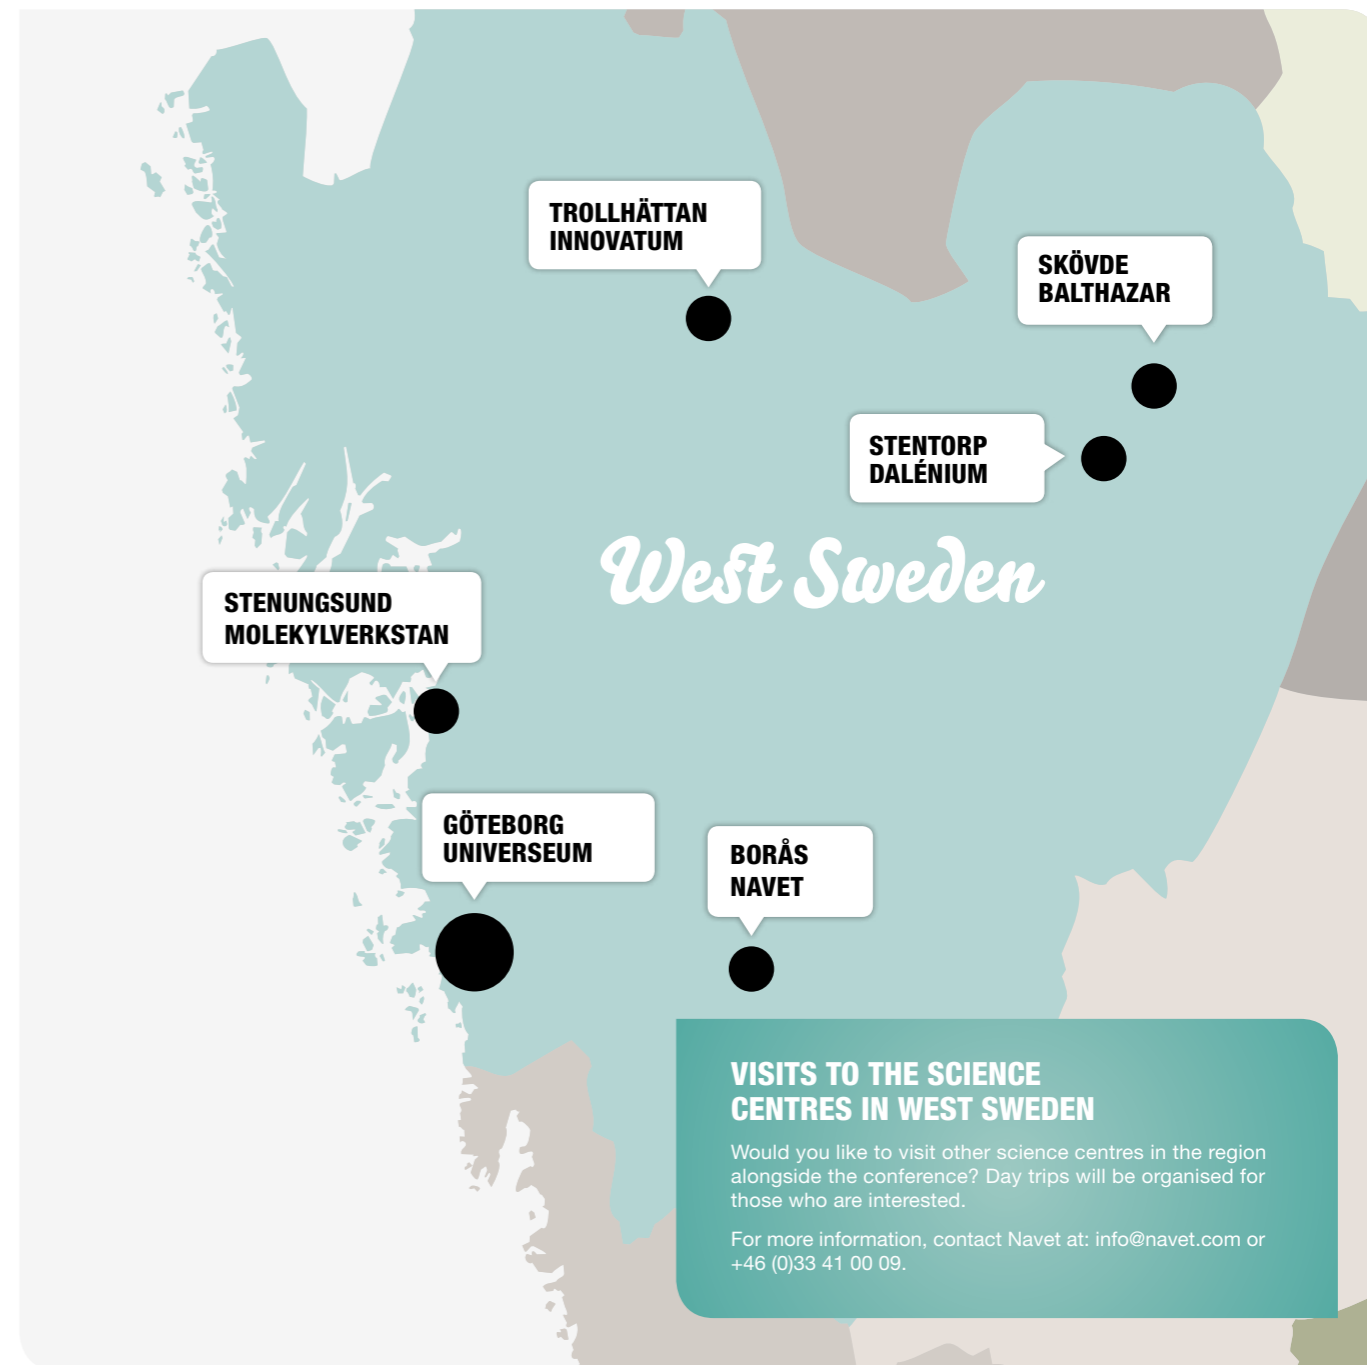 TROLLHÄTTAN
INNOVATUM
SKÖVDE
BALTHAZAR
STENTORP
DALÉNIUM
West Sweden
STENUNGSUND
MOLEKYLVERKSTAN
GÖTEBORG
UNIVERSEUM
BORÅS
NAVET
VISITS TO THE SCIENCE
CENTRES IN WEST SWEDEN
Would you like to visit other science centres in the region
alongside the conference? Day trips will be organised for
those who are interested.
For more information, contact Navet at: info@navet.com or
+46 (0)33 41 00 09.